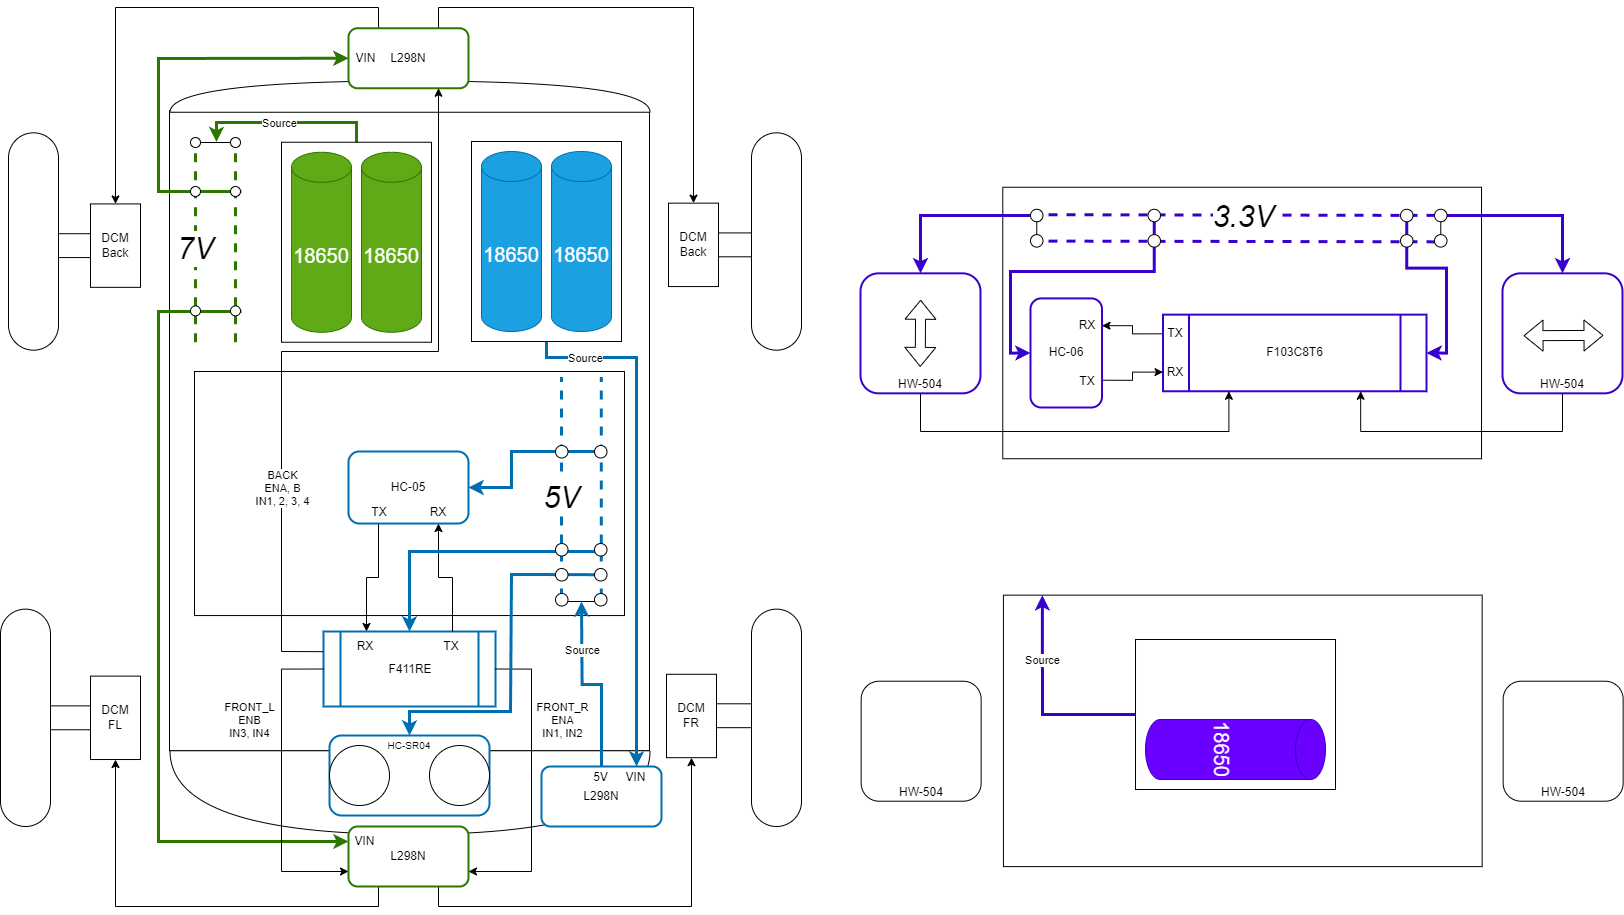 VIN L298N
Source
18650 18650
18650 18650
7V
DCM
Back
DCM
Back
Source
BACK
ENA, B
IN1, 2, 3, 4
HC-05
TX RX
5V
RX TX
F411RE
Source
FRONT_L
ENB
IN3, IN4
FRONT_R
ENA
IN1, IN2
DCM
FL
DCM
FR
HC-SR04
5V VIN
L298N
VIN
L298N
3.3V
HW-504
RX
HC-06
TX
TX
RX
F103C8T6
HW-504
Source
18650
HW-504
HW-504